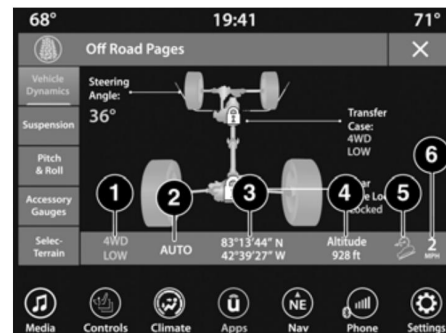 68°
19:41
71°
Off Road Pages
Vehicle
Dynamics
Suspension
Pitch
& Roll
Accessory
Gauges
Selec-
Terrain
Steering
Angle:
36°
Transfer
Case:
4WD
LOW
Locked
1
2
3
4
5
6
4WD
LOW
AUTO
83°13'44" N
42°39'27" W
Altitude
928 ft
2
MPH
Media
Controls
Climate
ū
Apps
NE
Nav
Phone
Settings